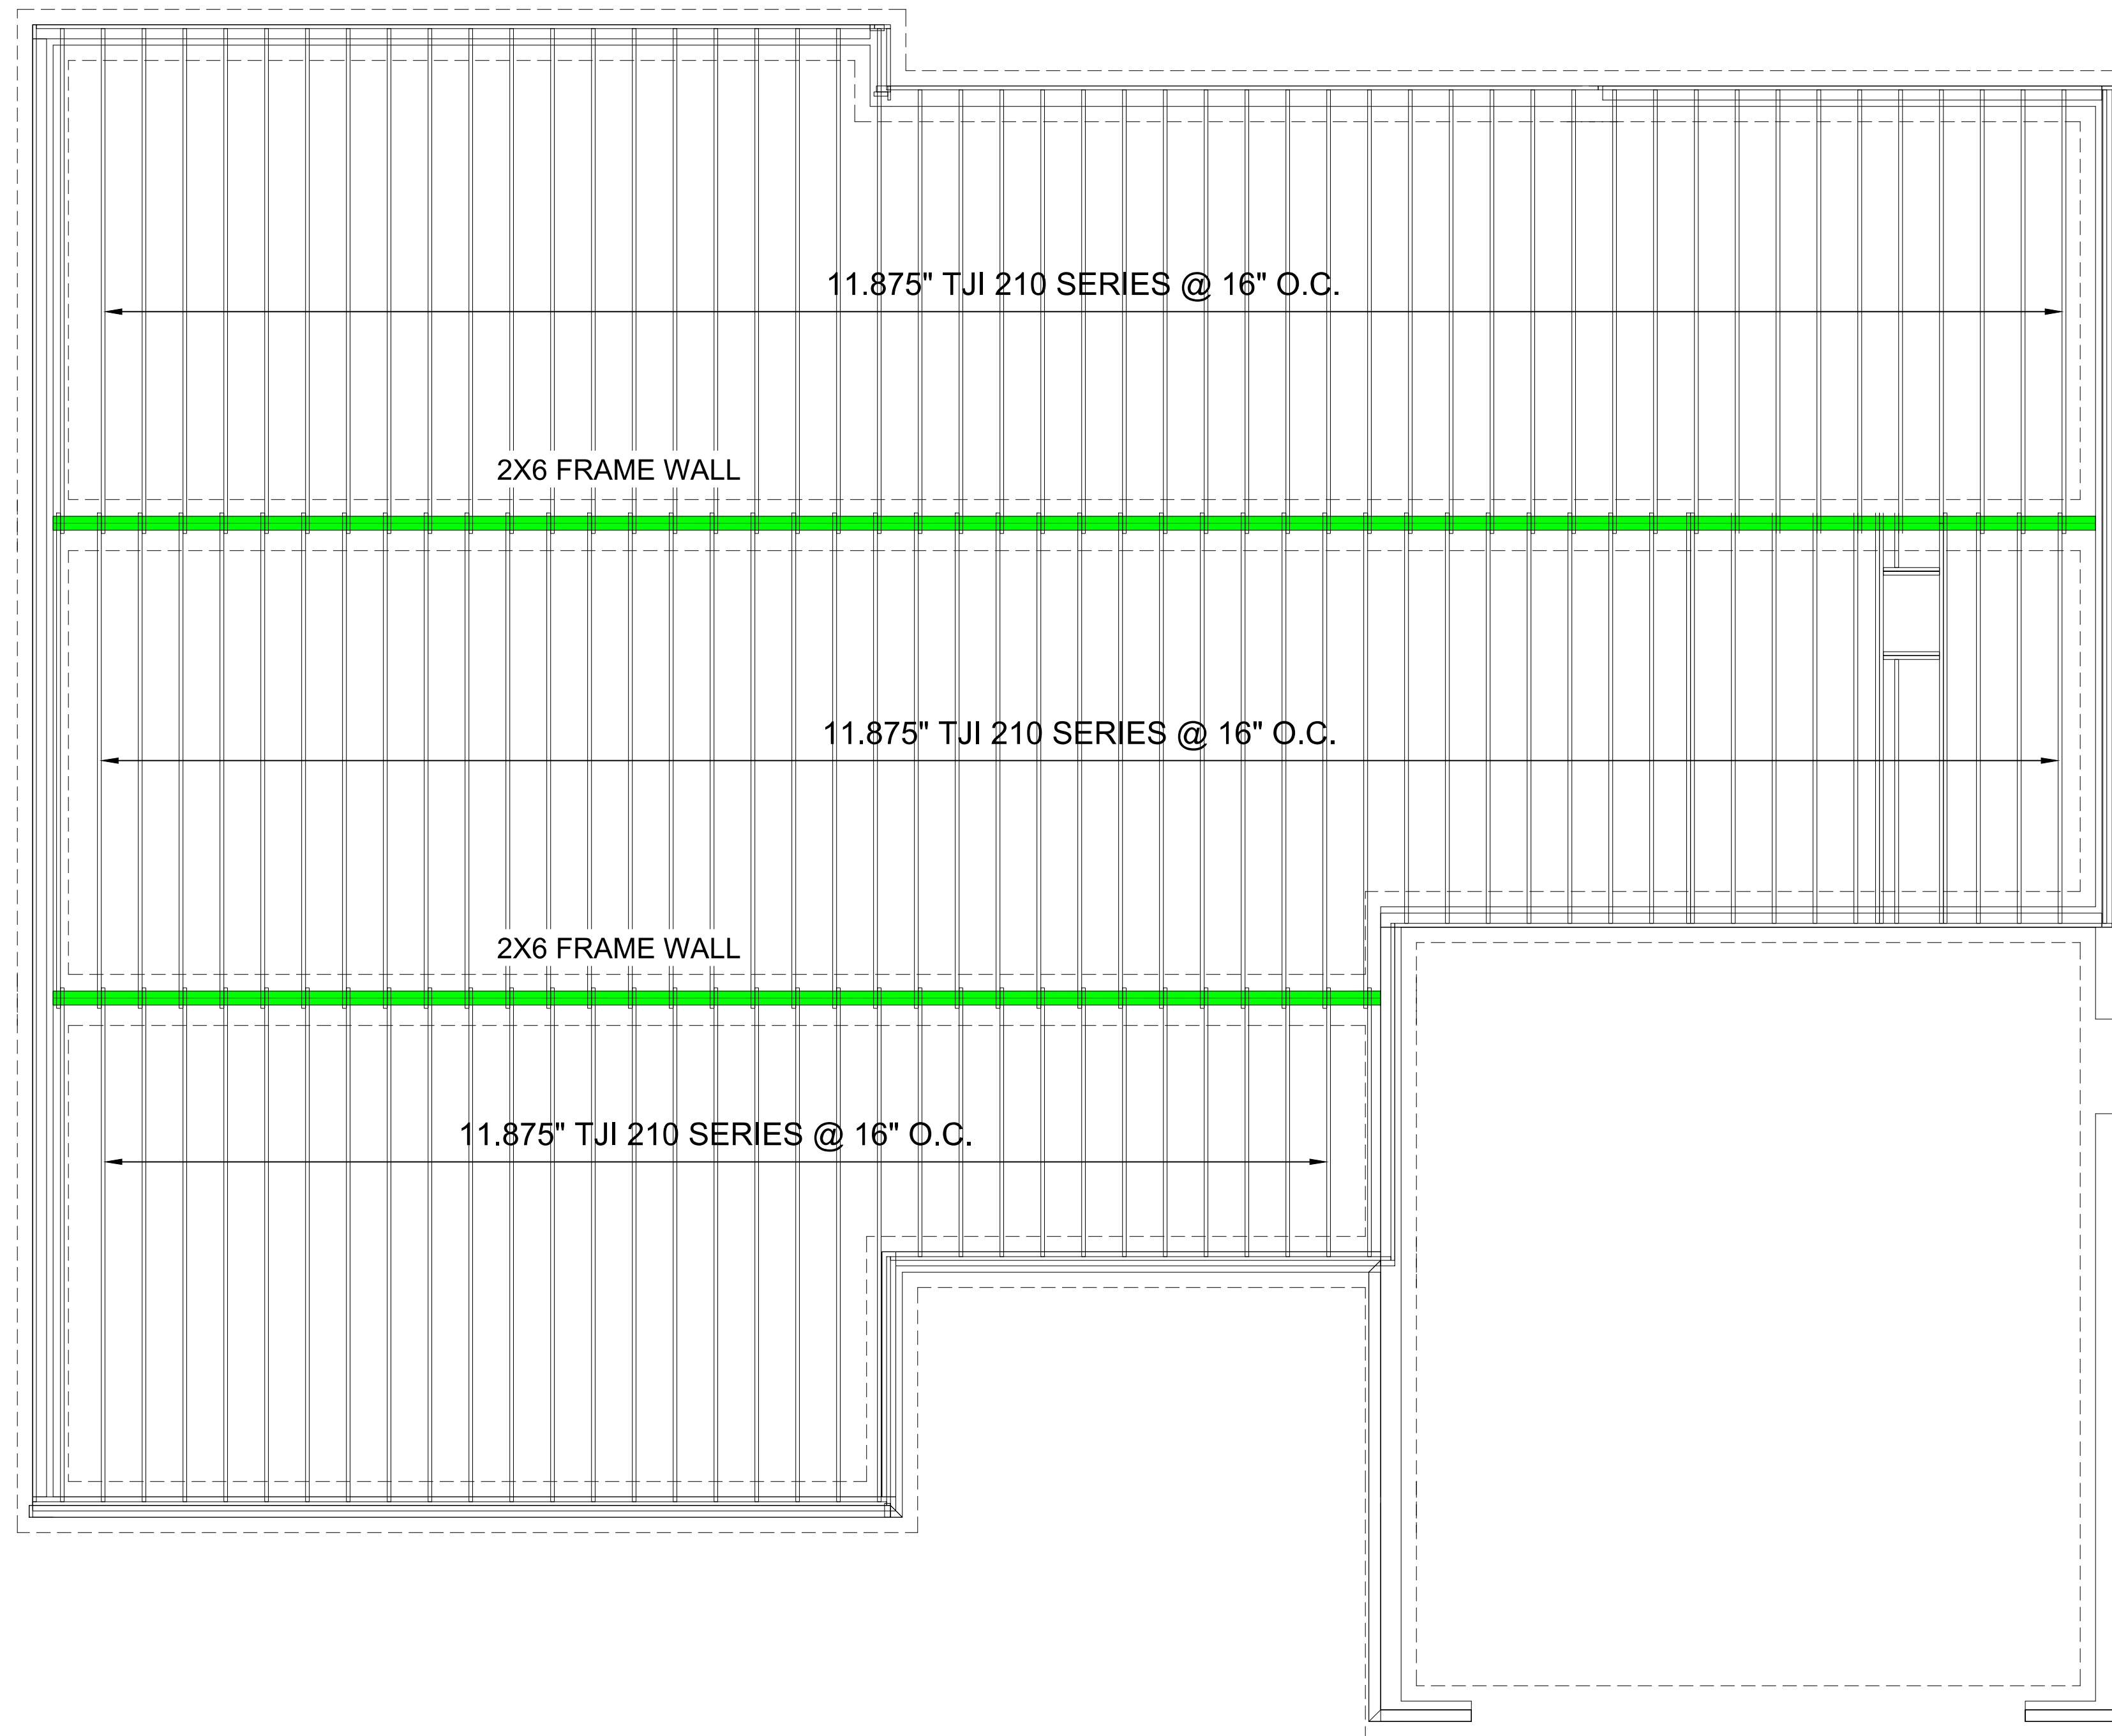 11.875" TJI 210 SERIES @ 16" O.C.
2X6 FRAME WALL
11.875" TJI 210 SERIES @ 16" O.C.
2X6 FRAME WALL
11.875" TJI 210 SERIES @ 16" O.C.